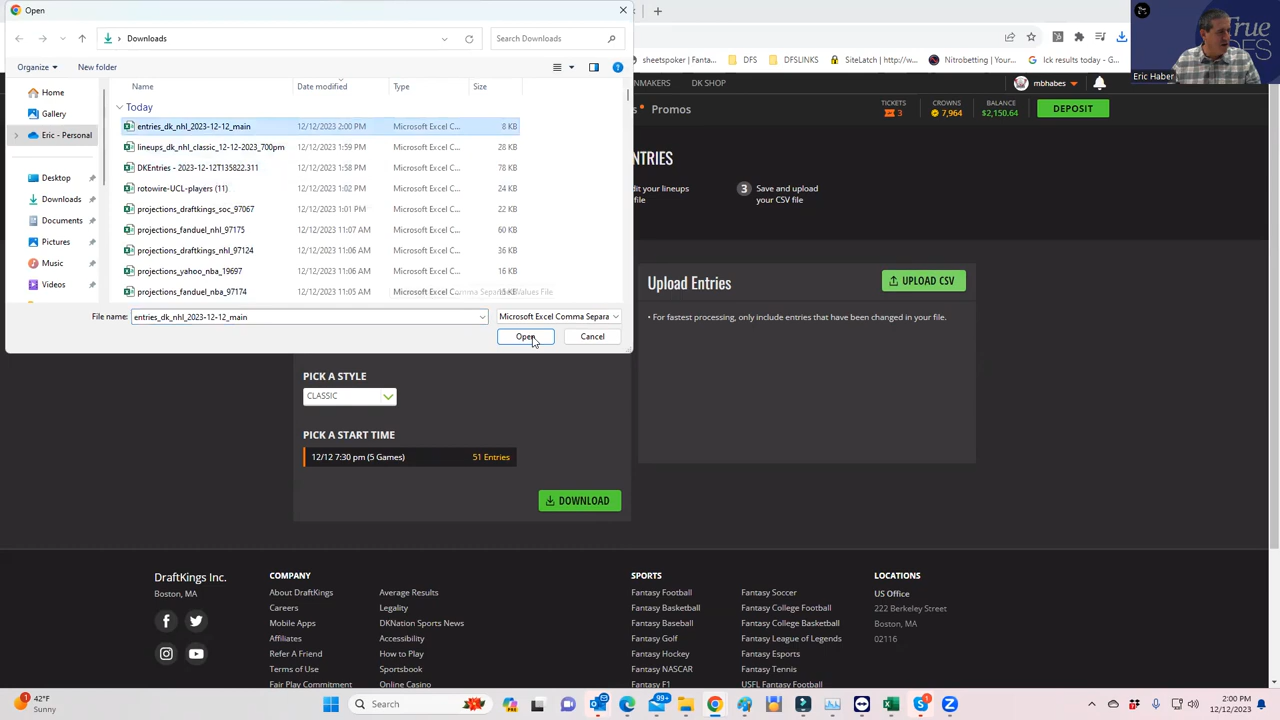 Open
Downloads
Search Downloads
Organize
New folder
Name
Date modified
Type
Size
Home
Gallery
Eric - Personal
Desktop
Downloads
Documents
Pictures
Music
Videos
Today
entries_dk_nhl_2023-12-12_main 12/12/2023 2:00 PM Microsoft Excel C... 8 KB
lineups_dk_nhl_classic_12-12-2023_700pm 12/12/2023 1:59 PM Microsoft Excel C... 28 KB
DKEntries - 2023-12-12T135822.311 12/12/2023 1:58 PM Microsoft Excel C... 78 KB
rotowire-UCL-players (11) 12/12/2023 1:02 PM Microsoft Excel C... 24 KB
projections_draftkings_soc_97067 12/12/2023 1:01 PM Microsoft Excel C... 22 KB
projections_fanduel_nhl_97175 12/12/2023 11:07 AM Microsoft Excel C... 60 KB
projections_draftkings_nhl_97124 12/12/2023 11:06 AM Microsoft Excel C... 36 KB
projections_yahoo_nba_19697 12/12/2023 11:06 AM Microsoft Excel C... 16 KB
projections_fanduel_nba_97174 12/12/2023 11:05 AM Microsoft Excel C...
File name: entries_dk_nhl_2023-12-12_main
Microsoft Excel Comma Separa
Open
Cancel
sheetspoker | Fanta...
DFS
DFSLINKS
SiteLatch | Member...
Nitrobetting | Your...
Ick results today - G...
True
DFS
Eric Haber
NMAKERS
DK SHOP
mbhabes
Promos
TICKETS
3
CROWNS
7,964
BALANCE
$2,150.64
DEPOSIT
NTRIES
dit your lineups
file
3 Save and upload
your CSV file
Upload Entries
UPLOAD CSV
• For fastest processing, only include entries that have been changed in your file.
PICK A STYLE
CLASSIC
PICK A START TIME
12/12 7:30 pm (5 Games) 51 Entries
DOWNLOAD
DraftKings Inc.
Boston, MA
COMPANY
About DraftKings
Careers
Mobile Apps
Affiliates
Refer A Friend
Terms of Use
Fair Play Commitment
Average Results
Legality
DKNation Sports News
Accessibility
How to Play
Sportsbook
Online Casino
SPORTS
Fantasy Football
Fantasy Basketball
Fantasy Baseball
Fantasy Golf
Fantasy Hockey
Fantasy NASCAR
Fantasy F1
Fantasy Soccer
Fantasy College Football
Fantasy College Basketball
Fantasy League of Legends
Fantasy Esports
Fantasy Tennis
USFL Fantasy Football
LOCATIONS
US Office
222 Berkeley Street
Boston, MA
02116
42°F
Sunny
Search
99+
2:00 PM
12/12/2023